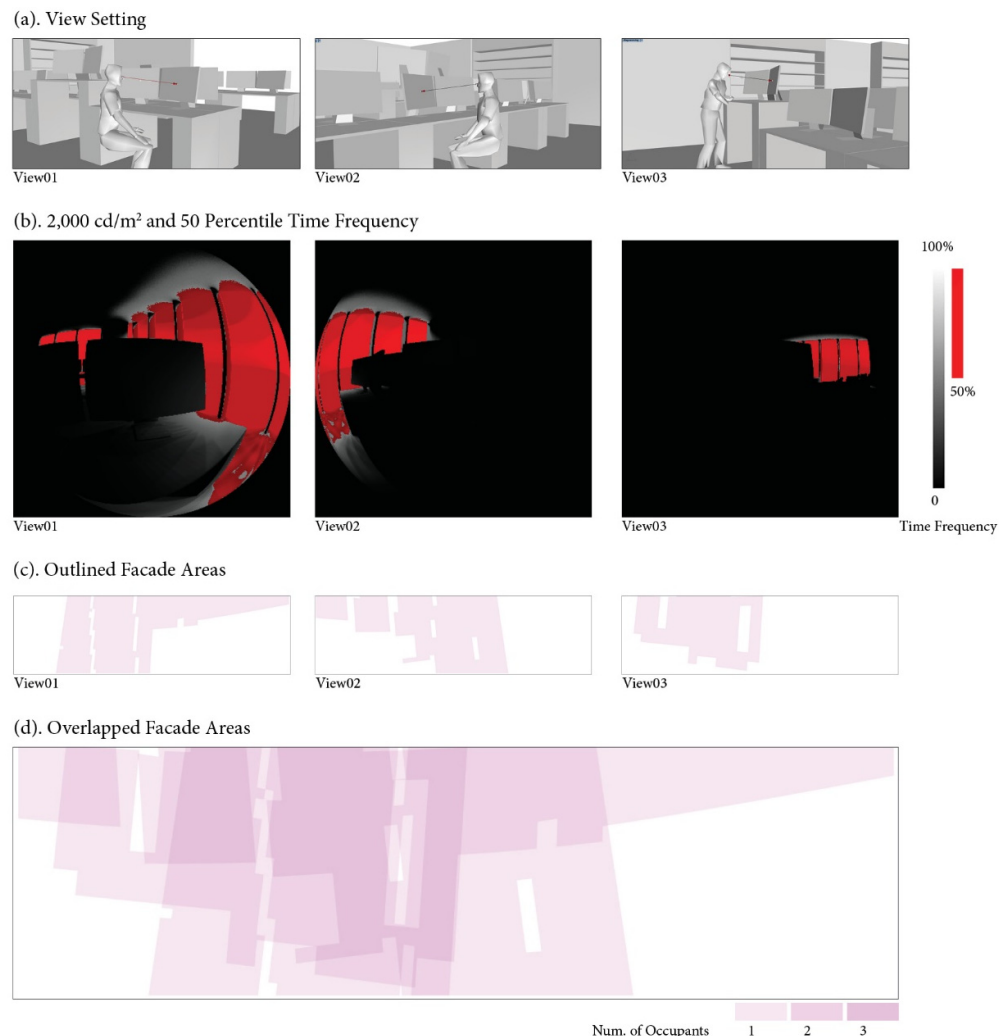 (a). View Setting
View01
View02
View03
(b). 2,000 cd/m² and 50 Percentile Time Frequency
100%
50%
0
View01
View02
View03
Time Frequency
(c). Outlined Facade Areas
View01
View02
View03
(d). Overlapped Facade Areas
Num. of Occupants
1
2
3